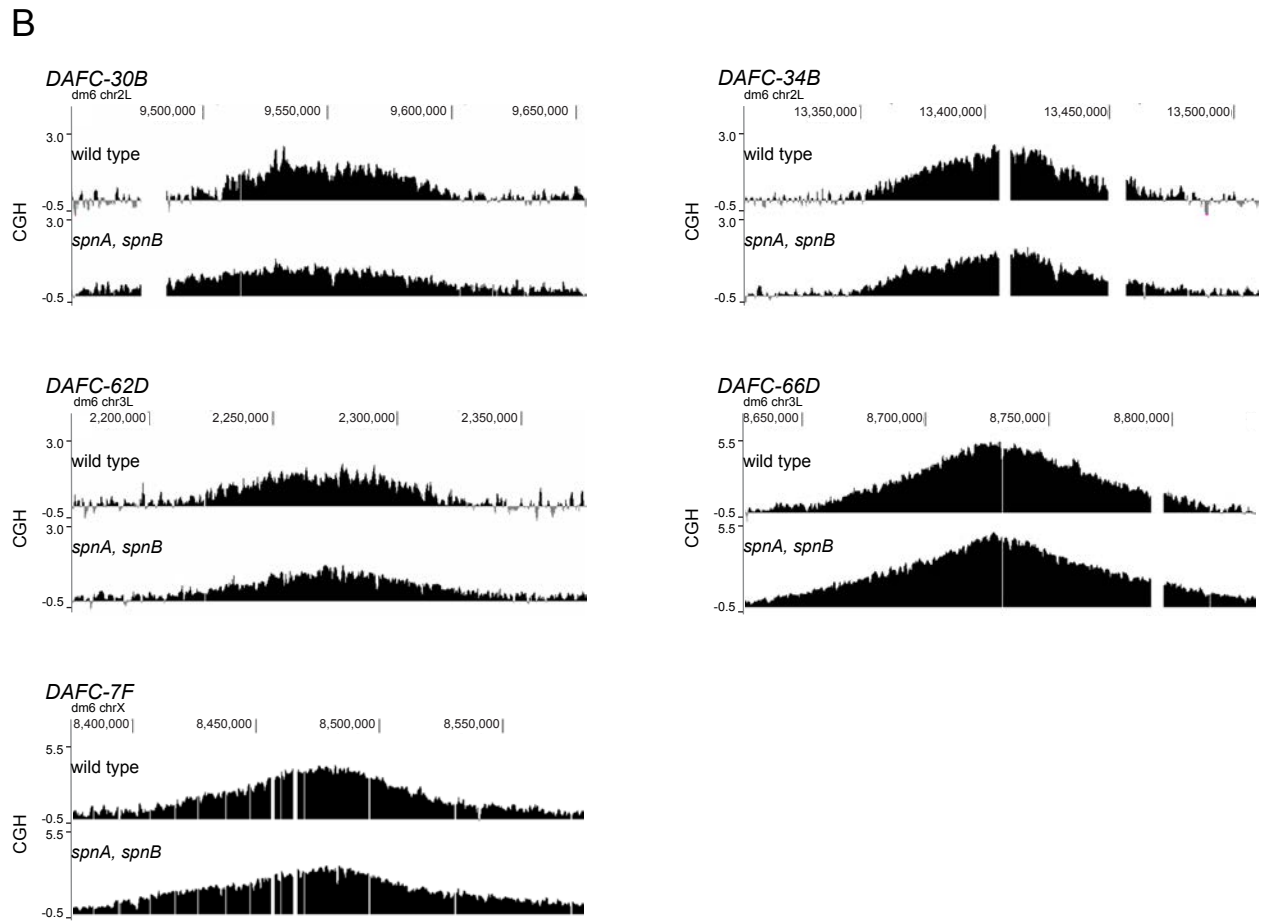 B
DAFC-30B
dm6 chr2L
9,500,000 9,550,000 9,600,000 9,650,000
3.0
wild type
-0.5
3.0
CGH
spnA, spnB
-0.5
DAFC-34B
dm6 chr2L
13,350,000 13,400,000 13,450,000 13,500,000
3.0
wild type
-0.5
3.0
CGH
spnA, spnB
-0.5
DAFC-62D
dm6 chr3L
2,200,000 2,250,000 2,300,000 2,350,000
3.0
wild type
-0.5
3.0
CGH
spnA, spnB
-0.5
DAFC-66D
dm6 chr3L
8,650,000 8,700,000 8,750,000 8,800,000
5.5
wild type
-0.5
5.5
CGH
spnA, spnB
-0.5
DAFC-7F
dm6 chrX
8,400,000 8,450,000 8,500,000 8,550,000
5.5
wild type
-0.5
5.5
CGH
spnA, spnB
-0.5